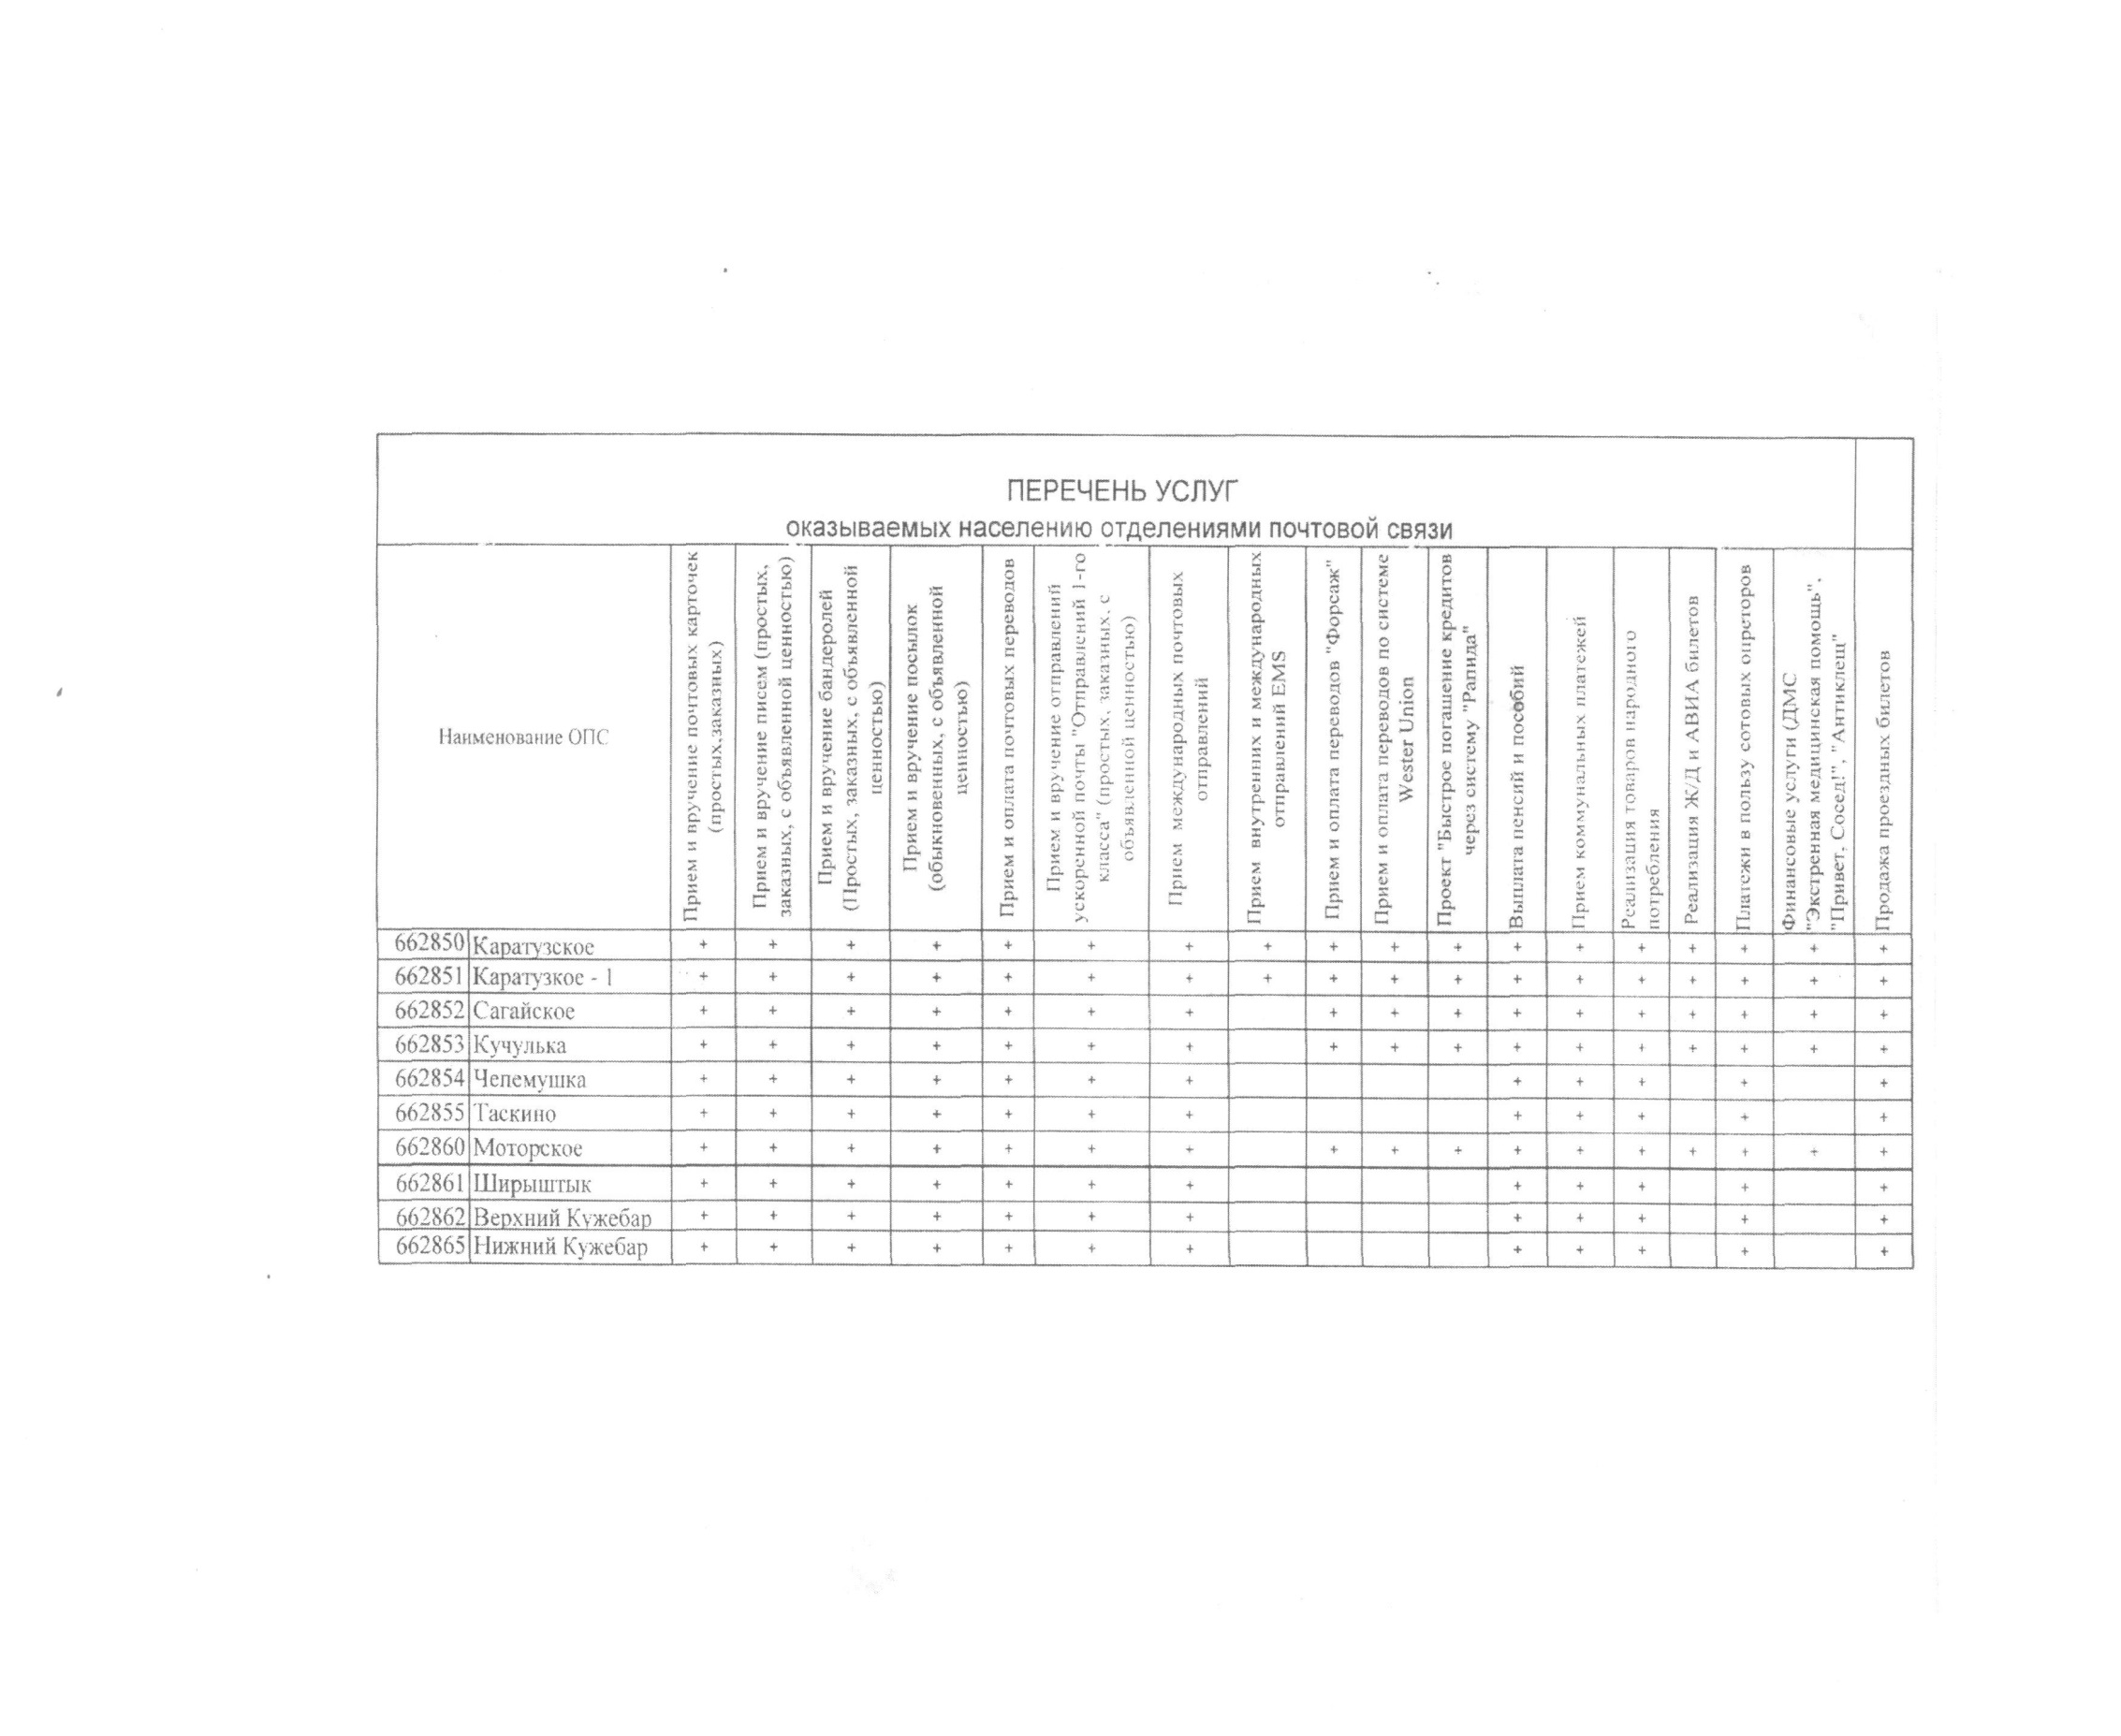 ПЕРЕЧЕНЬ УСЛУГ
оказываемых населению отделениями почтовой связи
Наименование ОПС
Прием и вручение почтовых карточек
(простых,заказных)
Прием и вручение писем (простых,
заказных, с объявленной ценностью)
Прием и вручение бандеролей
(Простых, заказных, с объявленной
ценностью)
Прием и вручение посылок
(обыкновенных, с объявленной
ценностью)
Прием и оплата почтовых переводов
Прием и вручение отправлений
ускоренной почты "Отправлений 1-го
класса" (простых, заказных, с
объявленной ценностью)
Прием международных почтовых
отправлений
Прием внутренних и международных
отправлений EMS
Прием и оплата переводов "Форсаж"
Прием и оплата переводов по системе
Wester Union
Проект "Быстрое погашение кредитов
через систему "Рапида"
Выплата пенсий и пособий
Прием коммунальных платежей
Реализация товаров народного
потребления
Реализация Ж/Д и АВИА билетов
Платежи в пользу сотовых опреторов
Финансовые услуги (ДМС
"Экстренная медицинская помощь",
"Привет, Сосед!", "Антиклещ"
Продажа проездных билетов
662850 Каратузское + + + + + + + + + + + + + + + + + +
662851 Каратузкое - 1 + + + + + + + + + + + + + + + + + +
662852 Сагайское + + + + + + + + + + + + + + + + +
662853 Кучулька + + + + + + + + + + + + + + + + +
662854 Чепемушка + + + + + + + + + + + +
662855 Таскино + + + + + + + + + + + +
662860 Моторское + + + + + + + + + + + + + + + + +
662861 Ширыштык + + + + + + + + + + + +
662862 Верхний Кужебар + + + + + + + + + + + +
662865 Нижний Кужебар + + + + + + + + + + + +